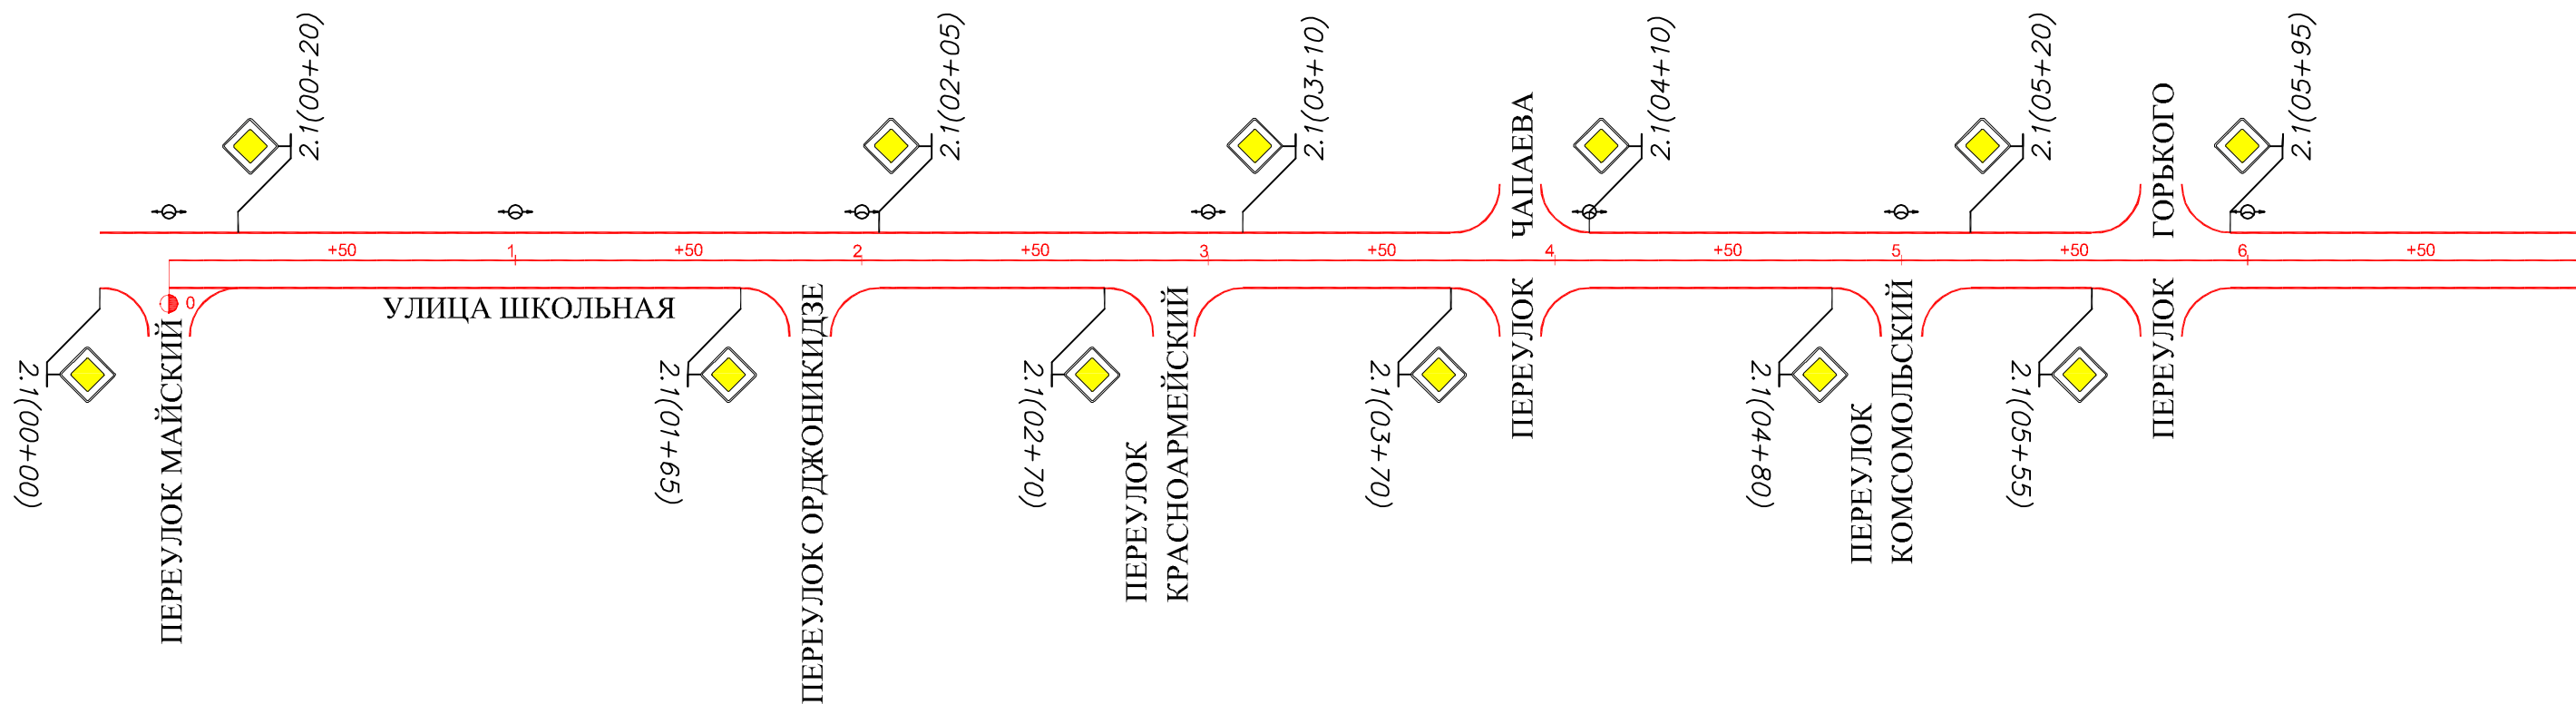 2.1(00+20)
2.1(02+05)
2.1(03+10)
2.1(04+10)
2.1(05+20)
2.1(05+95)
+50
1
+50
2
+50
3
+50
4
+50
5
+50
6
+50
0
УЛИЦА ШКОЛЬНАЯ
2.1(00+00)
ПЕРЕУЛОК МАЙСКИЙ
2.1(01+65)
ПЕРЕУЛОК ОРДЖОНИКИДЗЕ
2.1(02+70)
ПЕРЕУЛОК
КРАСНОАРМЕЙСКИЙ
2.1(03+70)
ПЕРЕУЛОК ЧАПАЕВА
2.1(04+80)
ПЕРЕУЛОК
КОМСОМОЛЬСКИЙ
2.1(05+55)
ПЕРЕУЛОК ГОРЬКОГО